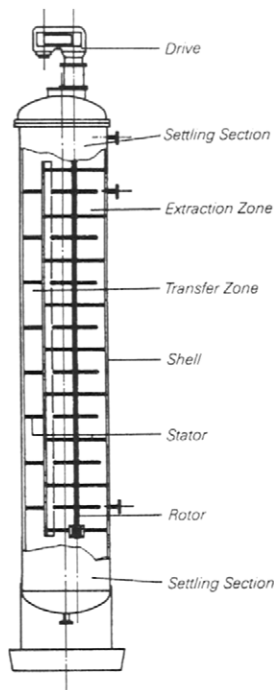 Drive
Settling Section
Extraction Zone
Transfer Zone
Shell
Stator
Rotor
Settling Section